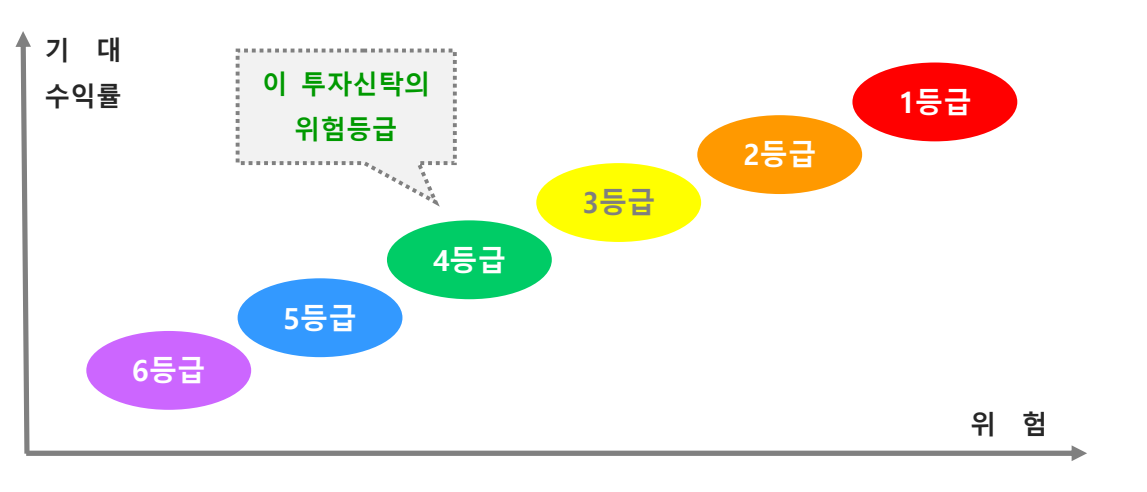 기 대
수익률
이 투자신탁의
위험등급
1등급
2등급
3등급
4등급
5등급
6등급
위 험